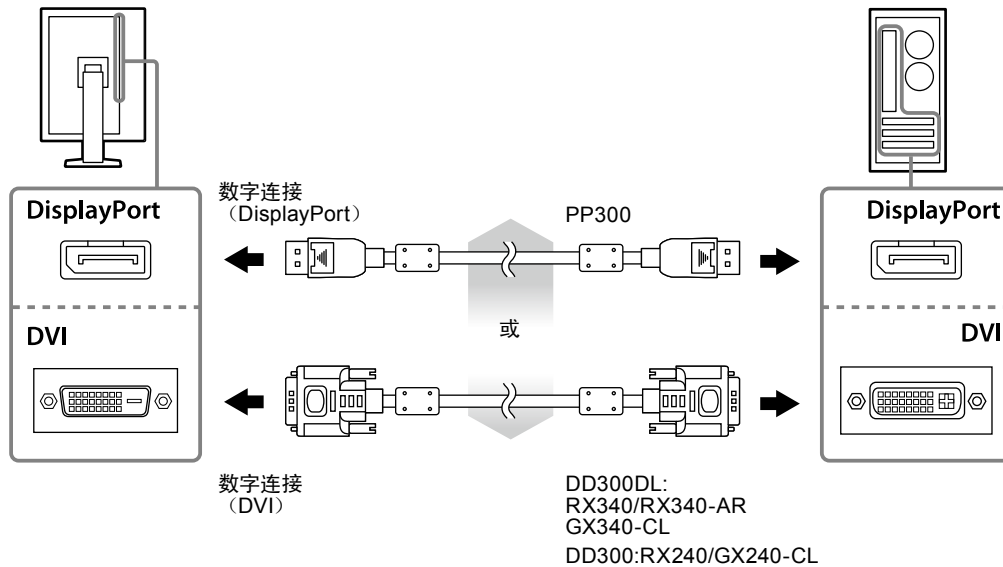 DisplayPort
DVI
数字连接
（DisplayPort）
PP300
或
数字连接
（DVI）
DD300DL:
RX340/RX340-AR
GX340-CL
DD300:RX240/GX240-CL
DisplayPort
DVI